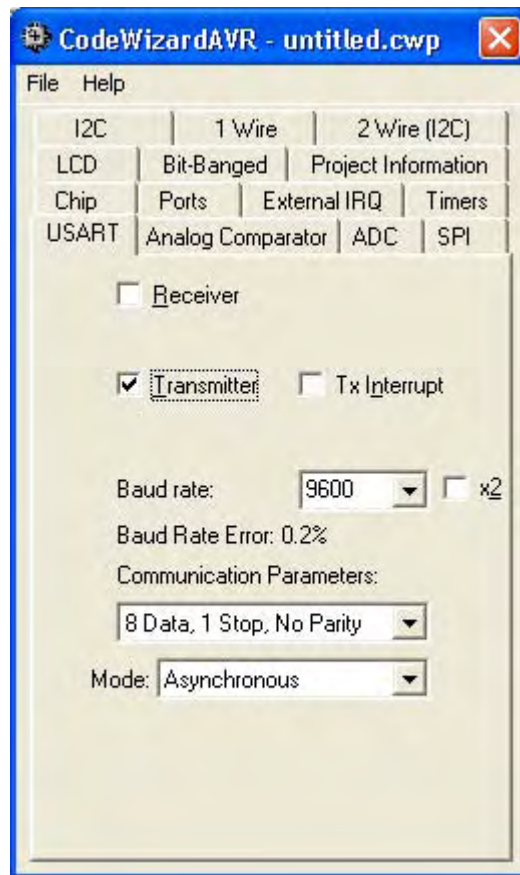 CodeWizardAVR - untitled.cwp
File Help
I2C 1 Wire 2 Wire (I2C)
LCD Bit-Banged Project Information
Chip Ports External IRQ Timers
USART Analog Comparator ADC SPI
Receiver
Transmitter Tx Interrupt
Baud rate: 9600 x2
Baud Rate Error: 0.2%
Communication Parameters:
8 Data, 1 Stop, No Parity
Mode: Asynchronous